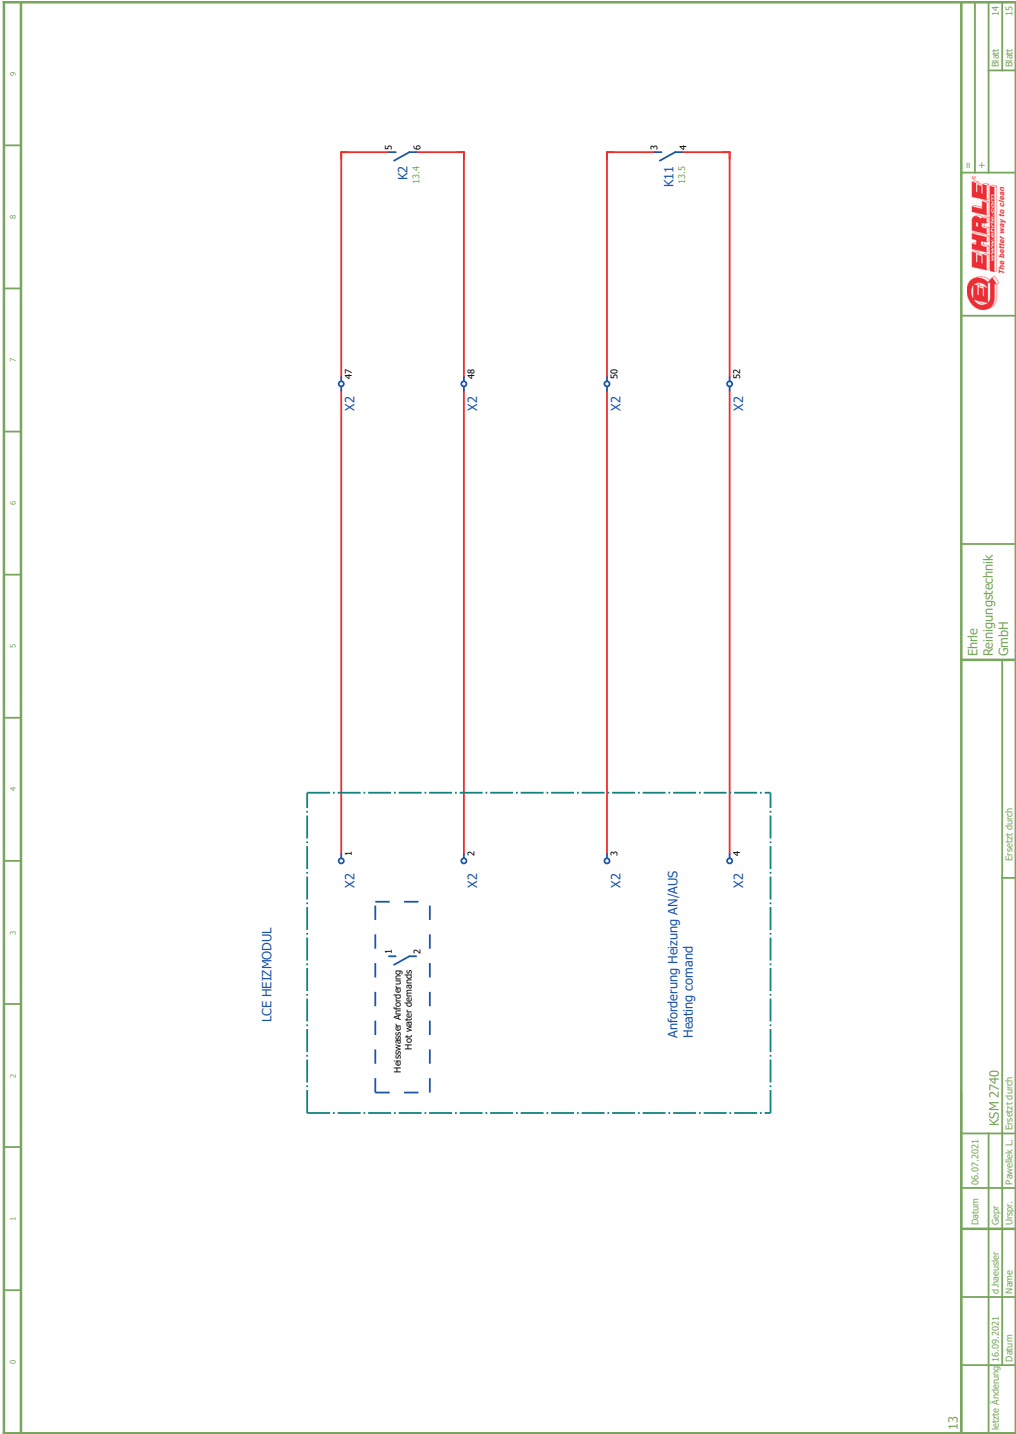 0
1
2
3
4
5
6
7
8
9
LCE HEIZMODUL
Heisswasser Anforderung
Hot water demands
1
2
X2
1
X2
47
5
6
K2
13.4
X2
2
X2
48
X2
3
X2
50
3
4
K11
13.5
Anforderung Heizung AN/AUS
Heating comand
X2
4
X2
52
13
Datum
06.07.2021
letzte Änderung
16.09.2021
d.haeusler
Gepr
KSM 2740
Datum
Name
Urspr.
Pawellek L.
Ersetzt durch
Ersetzt durch
Ehrle
Reinigungstechnik
GmbH
EHRLE
The better way to clean
=
+
Blatt
14
Blatt
15